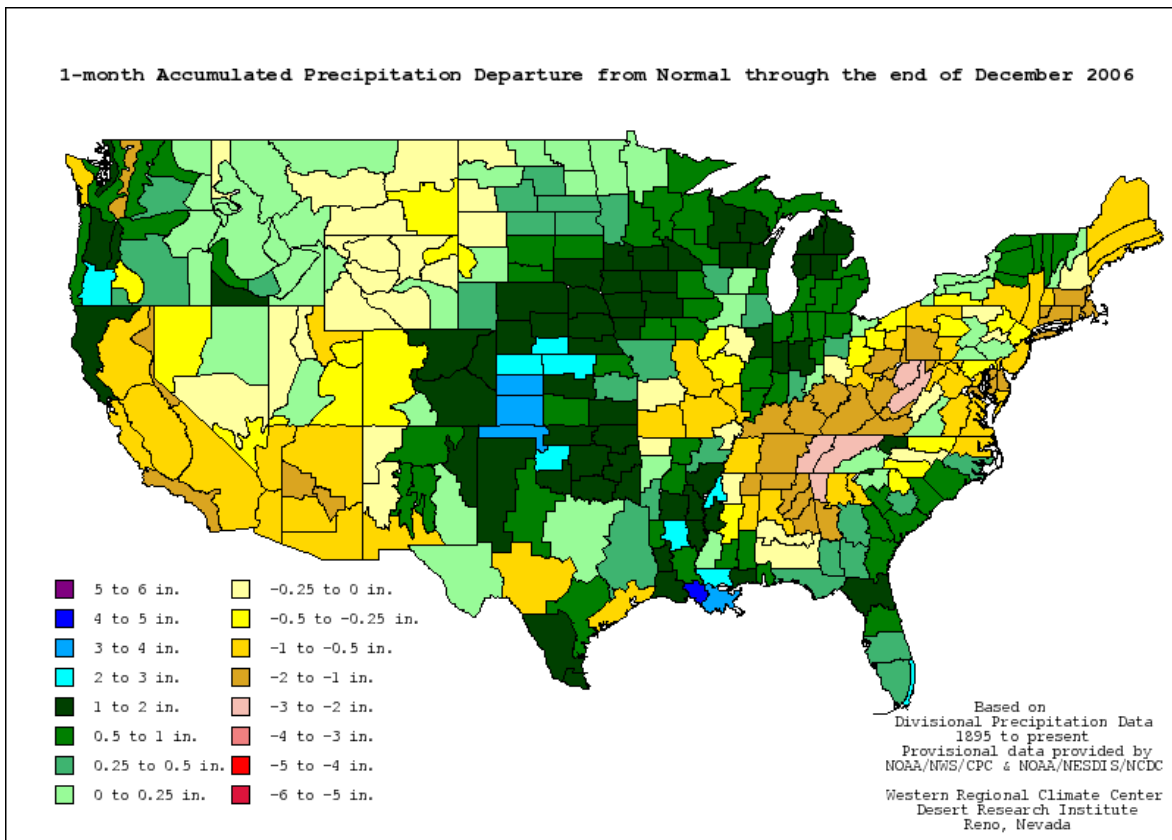 1-month Accumulated Precipitation Departure from Normal through the end of December 2006
5 to 6 in.
4 to 5 in.
3 to 4 in.
2 to 3 in.
1 to 2 in.
0.5 to 1 in.
0.25 to 0.5 in.
0 to 0.25 in.
-0.25 to 0 in.
-0.5 to -0.25 in.
-1 to -0.5 in.
-2 to -1 in.
-3 to -2 in.
-4 to -3 in.
-5 to -4 in.
-6 to -5 in.
Based on
Divisional Precipitation Data
1895 to present
Provisional data provided by
NOAA/NWS/CPC & NOAA/NESDIS/NCDC
Western Regional Climate Center
Desert Research Institute
Reno, Nevada